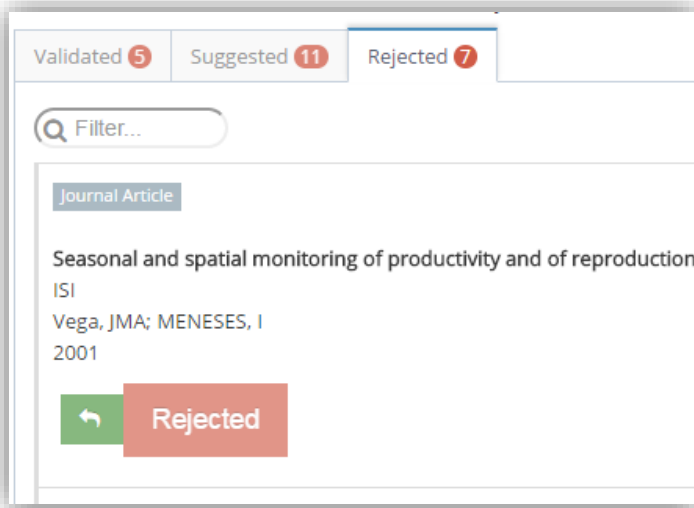 Validated 5 Suggested 11 Rejected 7
Filter...
Journal Article
Seasonal and spatial monitoring of productivity and of reproduction
ISI
Vega, JMA; MENESES, I
2001
Rejected